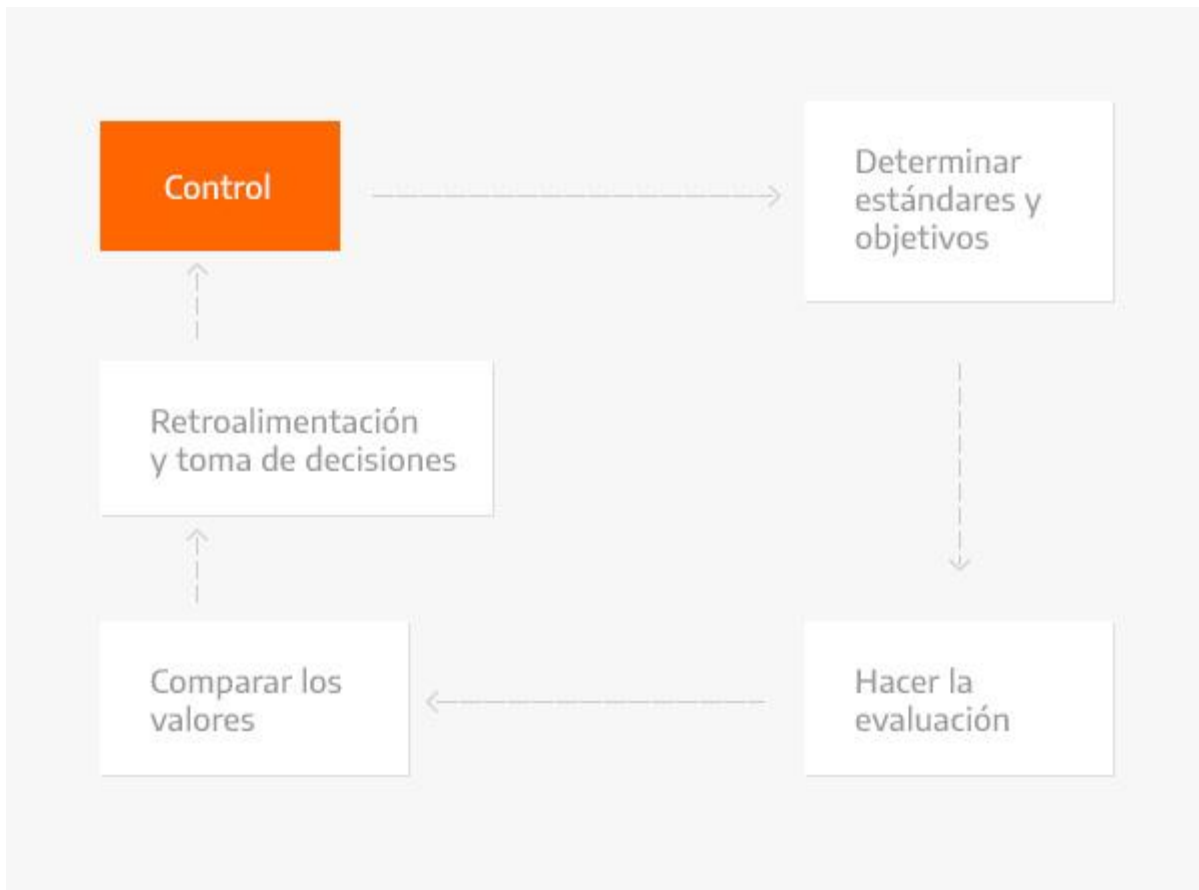 Control
Determinar
estándares y
objetivos
Retroalimentación
y toma de decisiones
Comparar los
valores
Hacer la
evaluación